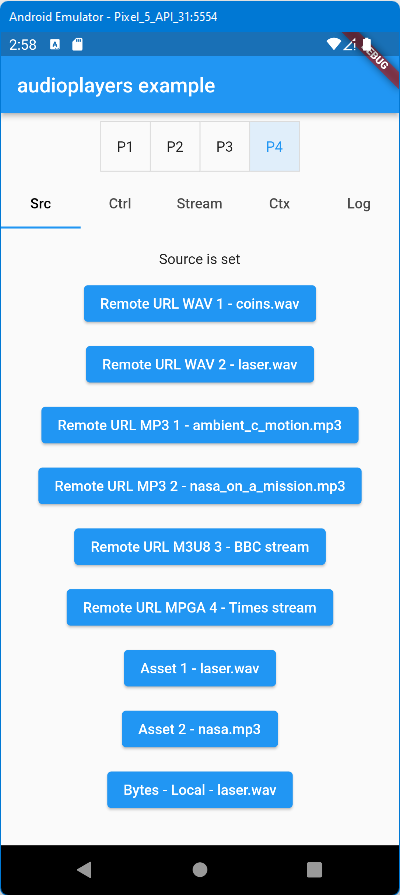 Android Emulator - Pixel_5_API_31:5554
2:58 A
DEBUG
audioplayers example
P1 P2 P3 P4
Src Ctrl Stream Ctx Log
Source is set
Remote URL WAV 1 - coins.wav
Remote URL WAV 2 - laser.wav
Remote URL MP3 1 - ambient_c_motion.mp3
Remote URL MP3 2 - nasa_on_a_mission.mp3
Remote URL M3U8 3 - BBC stream
Remote URL MPGA 4 - Times stream
Asset 1 - laser.wav
Asset 2 - nasa.mp3
Bytes - Local - laser.wav